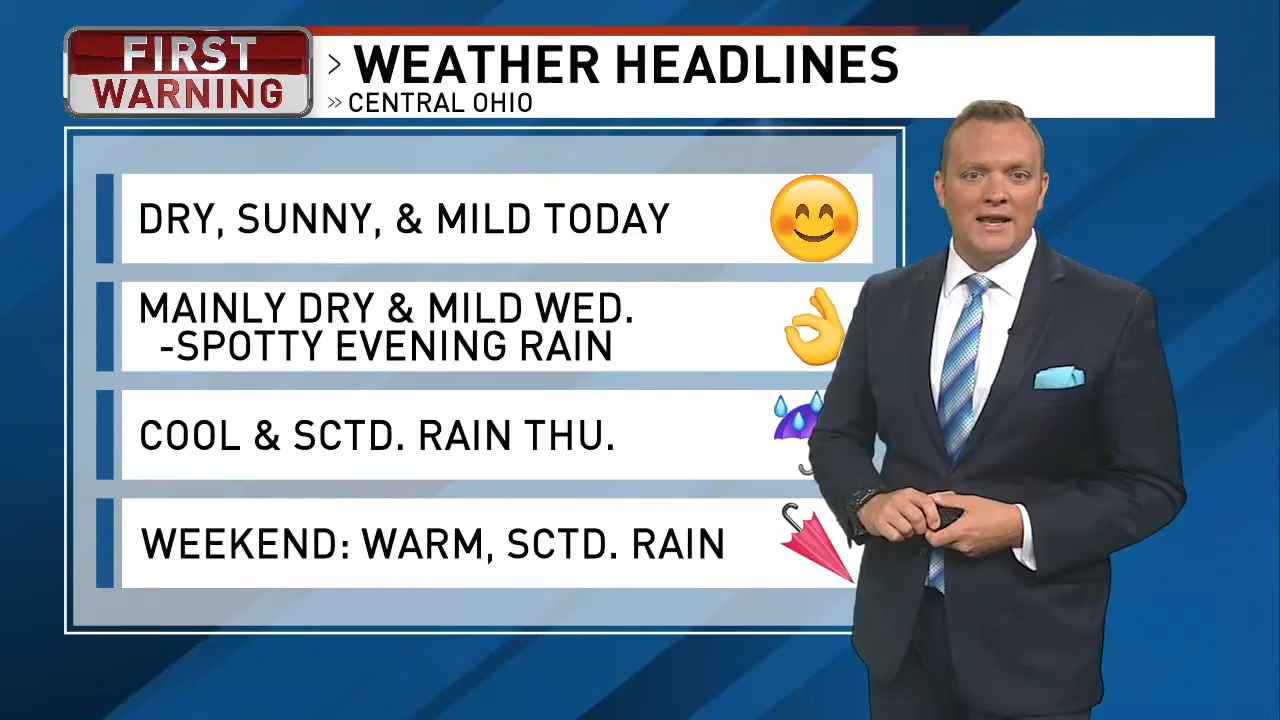 FIRST
WARNING
> WEATHER HEADLINES
>> CENTRAL OHIO
DRY, SUNNY, & MILD TODAY
MAINLY DRY & MILD WED.
-SPOTTY EVENING RAIN
COOL & SCTD. RAIN THU.
WEEKEND: WARM, SCTD. RAIN